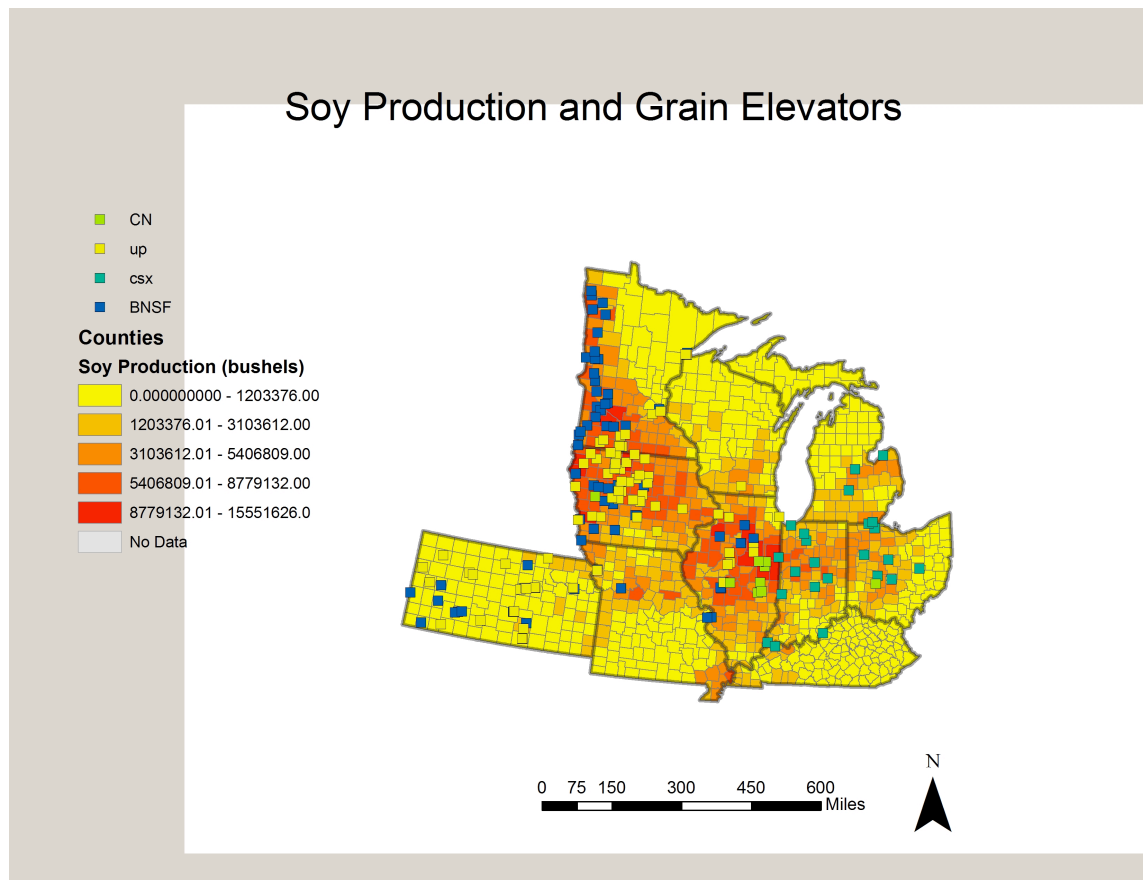 Soy Production and Grain Elevators
CN
up
csx
BNSF
Counties
Soy Production (bushels)
0.000000000 - 1203376.00
1203376.01 - 3103612.00
3103612.01 - 5406809.00
5406809.01 - 8779132.00
8779132.01 - 15551626.0
No Data
N
0 75 150 300 450 600
Miles